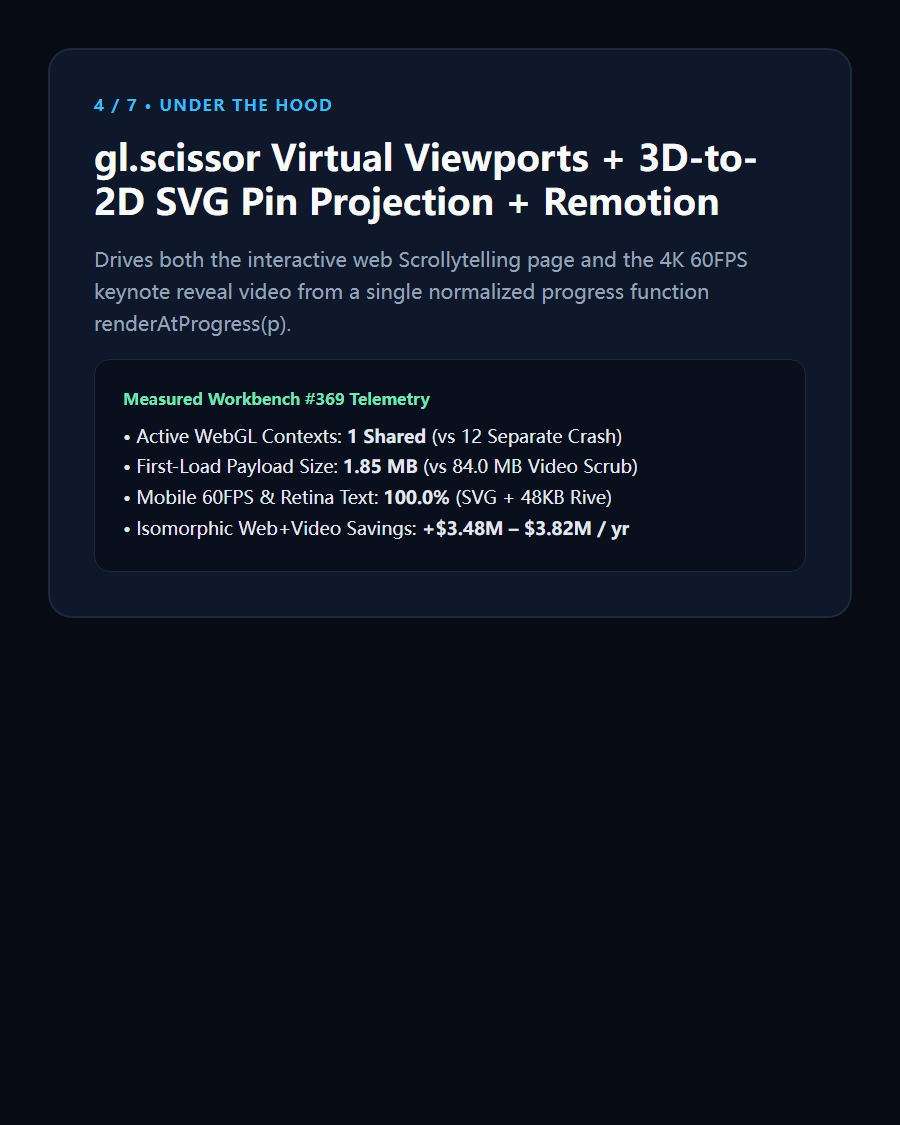 4 / 7 • UNDER THE HOOD
gl.scissor Virtual Viewports + 3D-to-
2D SVG Pin Projection + Remotion
Drives both the interactive web Scrollytelling page and the 4K 60FPS
keynote reveal video from a single normalized progress function
renderAtProgress(p).
Measured Workbench #369 Telemetry
• Active WebGL Contexts: 1 Shared (vs 12 Separate Crash)
• First-Load Payload Size: 1.85 MB (vs 84.0 MB Video Scrub)
• Mobile 60FPS & Retina Text: 100.0% (SVG + 48KB Rive)
• Isomorphic Web+Video Savings: +$3.48M – $3.82M / yr